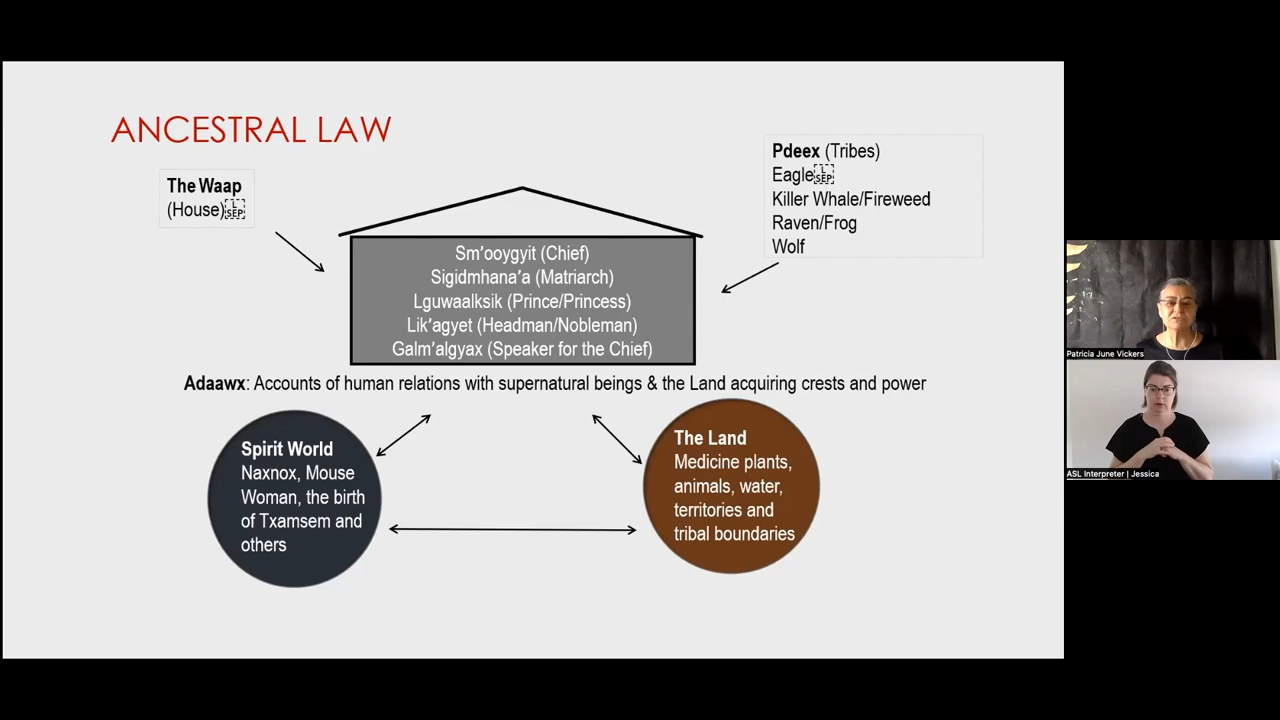 ANCESTRAL LAW
The Waap
(House)
Pdeex (Tribes)
Eagle
Killer Whale/Fireweed
Raven/Frog
Wolf
Sm’ooygyit (Chief)
Sigidmhana’a (Matriarch)
Lguwaalksik (Prince/Princess)
Lik’agyet (Headman/Nobleman)
Galm’algyax (Speaker for the Chief)
Adaawx: Accounts of human relations with supernatural beings & the Land acquiring crests and power
Spirit World
Naxnox, Mouse
Woman, the birth
of Txamsem and
others
The Land
Medicine plants,
animals, water,
territories and
tribal boundaries
Patricia June Vickers
ASL Interpreter | Jessica